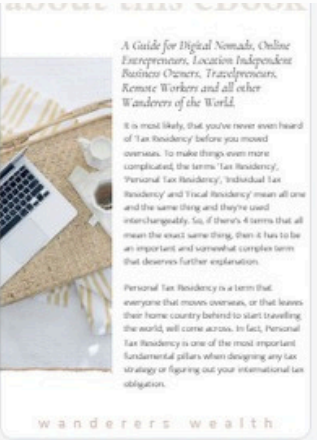 about this eBook
A Guide for Digital Nomads, Online
Entrepreneurs, Location Independent
Business Owners, Travelpreneurs,
Remote Workers and all other
Wanderers of the World.
It is most likely, that you've never even heard
of 'Tax Residency' before you moved
overseas. To make things even more
complicated, the terms 'Tax Residency',
'Personal Tax Residency', 'Individual Tax
Residency' and 'Fiscal Residency' mean all one
and the same thing and they're used
interchangeably. So, if there's 4 terms that all
mean the exact same thing, then it has to be
an important and somewhat complex term
that deserves further explanation.
Personal Tax Residency is a term that
everyone that moves overseas, or that leaves
their home country behind to start travelling
the world, will come across. In fact, Personal
Tax Residency is one of the most important
fundamental pillars when designing any tax
strategy or figuring out your international tax
obligation.
wanderers wealth